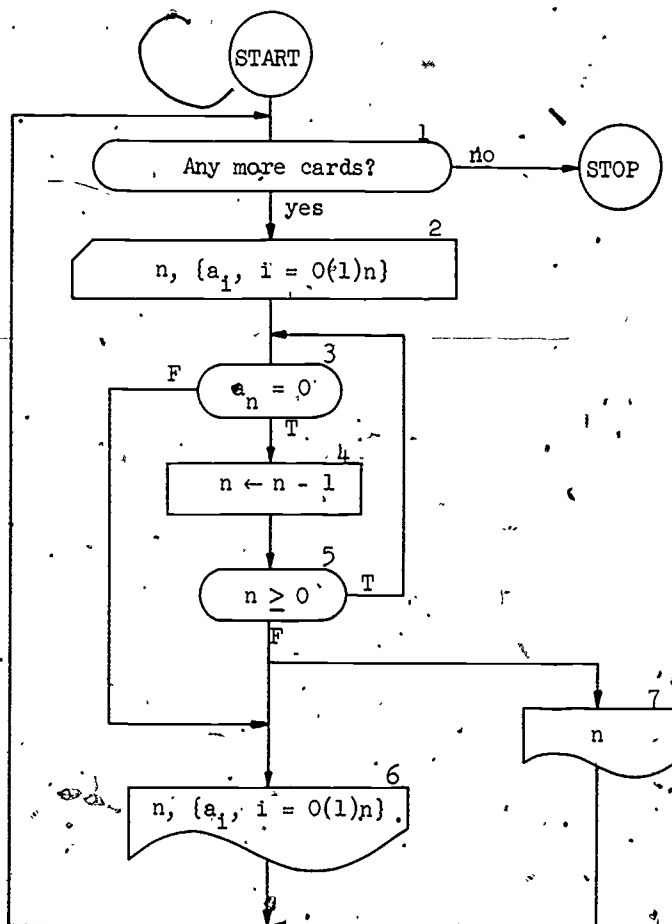 START
1
Any more cards?
no
STOP
yes
2
n, {a_i, i = 0(1)n}
3
F
a_n = 0
T
4
n ← n - 1
5
n ≥ 0
T
F
7
n
6
n, {a_i, i = 0(1)n}